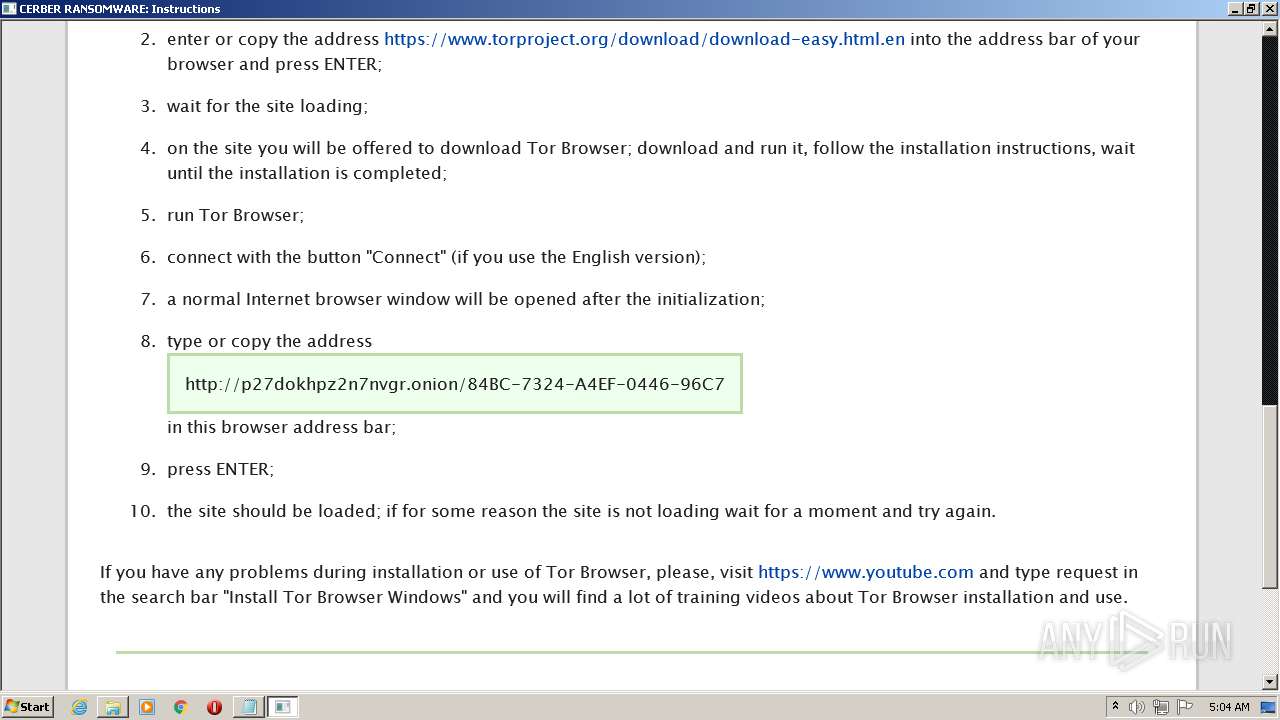 CERBER RANSOMWARE: Instructions
2. enter or copy the address https://www.torproject.org/download/download-easy.html.en into the address bar of your
browser and press ENTER;
3. wait for the site loading;
4. on the site you will be offered to download Tor Browser; download and run it, follow the installation instructions, wait
until the installation is completed;
5. run Tor Browser;
6. connect with the button "Connect" (if you use the English version);
7. a normal Internet browser window will be opened after the initialization;
8. type or copy the address
http://p27dokhpz2n7nvgr.onion/84BC-7324-A4EF-0446-96C7
in this browser address bar;
9. press ENTER;
10. the site should be loaded; if for some reason the site is not loading wait for a moment and try again.
If you have any problems during installation or use of Tor Browser, please, visit https://www.youtube.com and type request in
the search bar "Install Tor Browser Windows" and you will find a lot of training videos about Tor Browser installation and use.
ANY RUN
Start
5:04 AM